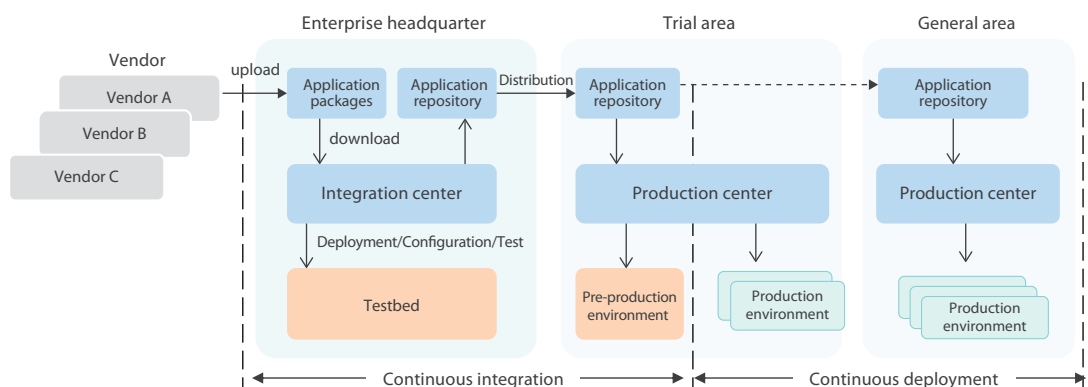 Enterprise headquarter
Trial area
General area
Vendor
Vendor A
Vendor B
Vendor C
upload
Application
packages
Application
repository
Distribution
Application
repository
Application
repository
download
Integration center
Production center
Production center
Deployment/Configuration/Test
Testbed
Pre-production
environment
Production
environment
Production
environment
Continuous integration
Continuous deployment